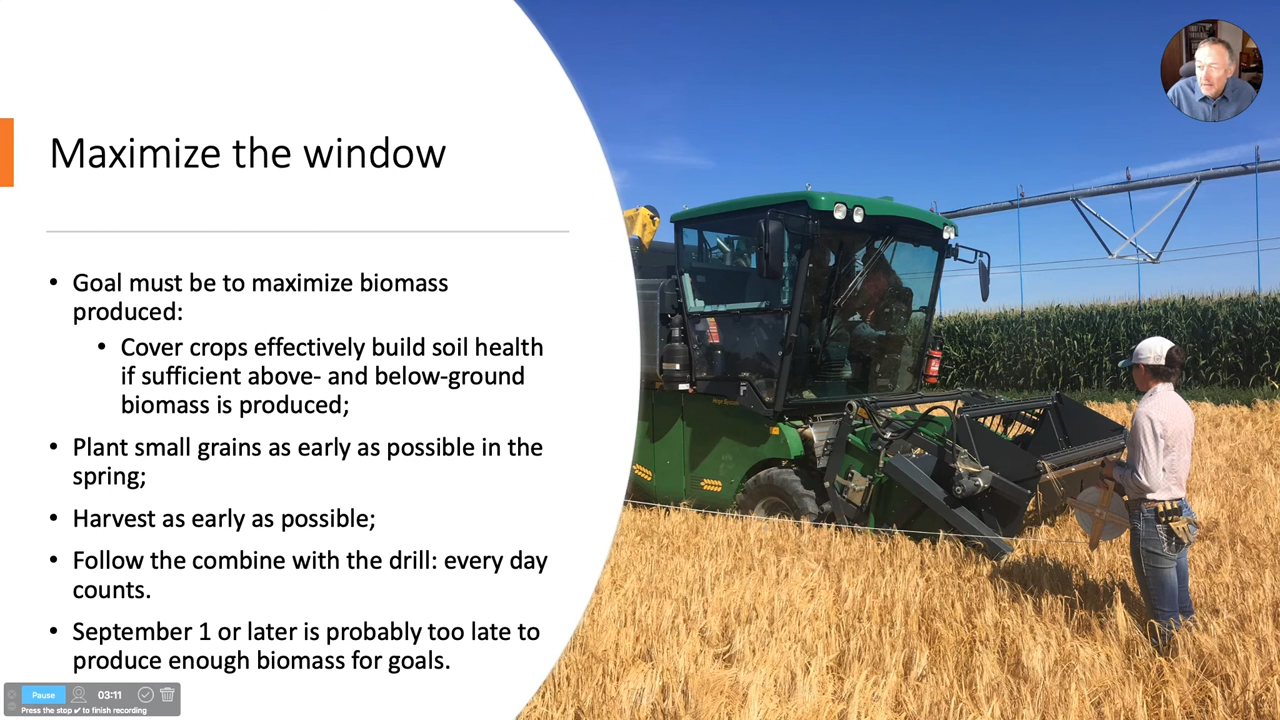 Maximize the window
• Goal must be to maximize biomass
produced:
• Cover crops effectively build soil health
if sufficient above- and below-ground
biomass is produced;
• Plant small grains as early as possible in the
spring;
• Harvest as early as possible;
• Follow the combine with the drill: every day
counts.
• September 1 or later is probably too late to
produce enough biomass for goals.
Pause 03:11
Press the stop ✔ to finish recording